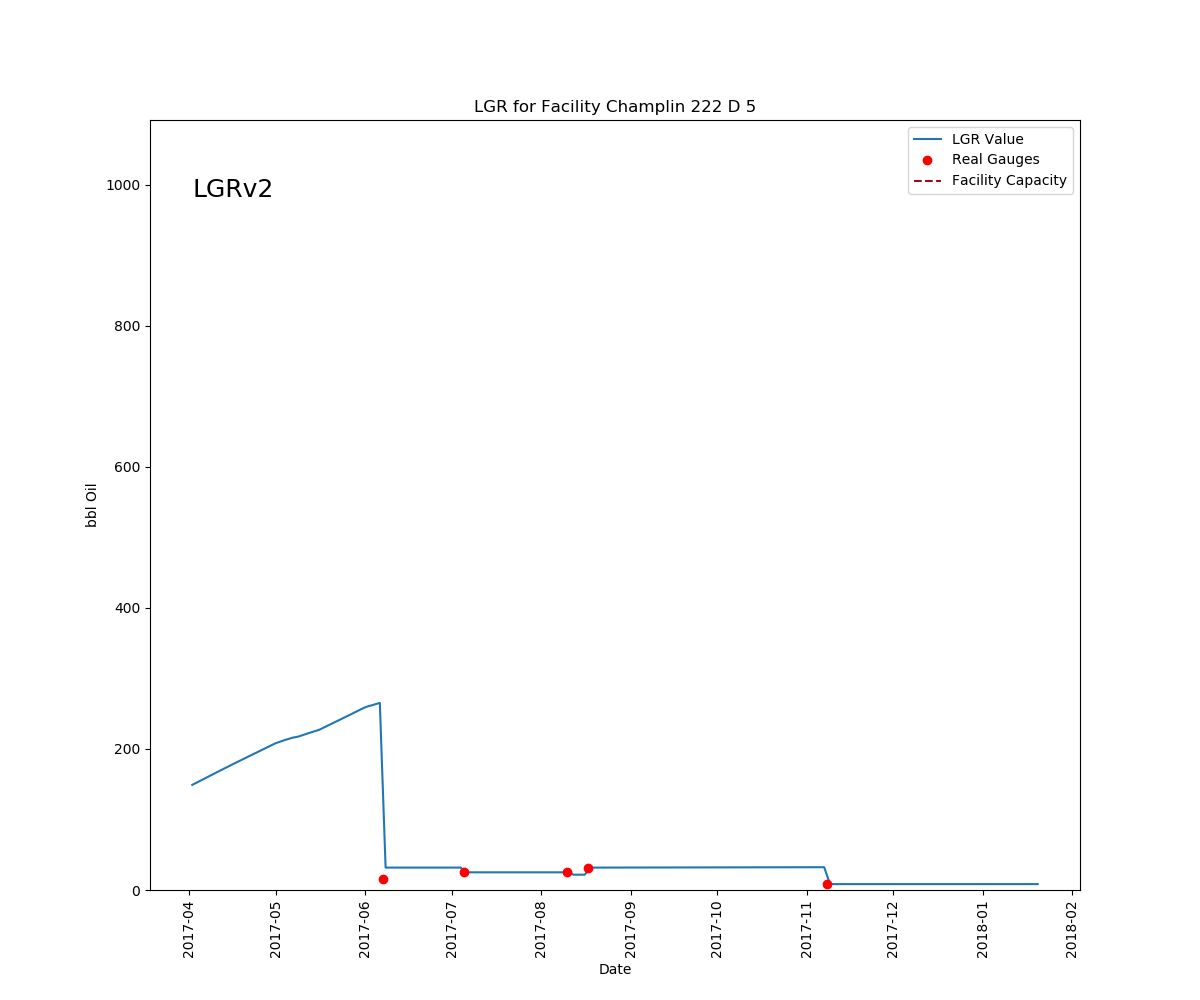 LGR for Facility Champlin 222 D 5
LGR Value
Real Gauges
Facility Capacity
LGRv2
1000
800
600
400
200
0
bbl Oil
2017-04
2017-05
2017-06
2017-07
2017-08
2017-09
2017-10
2017-11
2017-12
2018-01
2018-02
Date